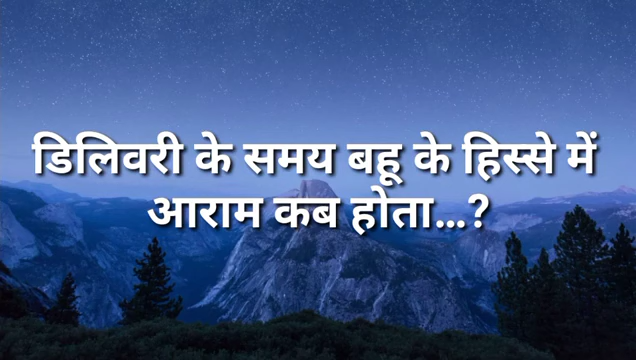 डिलिवरी के समय बहू के हिस्से में
आराम कब होता...?